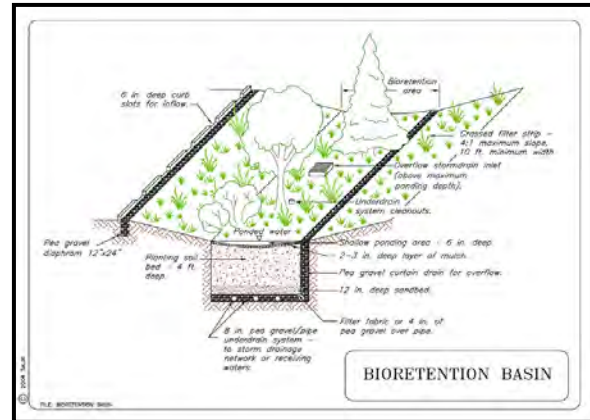 6 in. deep curb
slots for inflow.
Bioretention
area
Grassed filter strip -
4:1 maximum slope,
10 ft. minimum width
Overflow stormdrain inlet
(above maximum
ponding depth).
Underdrain
system cleanouts.
Ponded water
Pea gravel
diaphram 12"x24"
Planting soil
bed - 4 ft.
deep.
Shallow ponding area - 6 in. deep
2-3 in. deep layer of mulch.
Pea gravel curtain drain for overflow.
12 in. deep sandbed.
8 in. pea gravel/pipe
underdrain system -
to storm drainage
network or receiving
waters.
Filter fabric or 4 in. of
pea gravel over pipe.
BIORETENTION BASIN
FILE: BIORETENTION BASIN